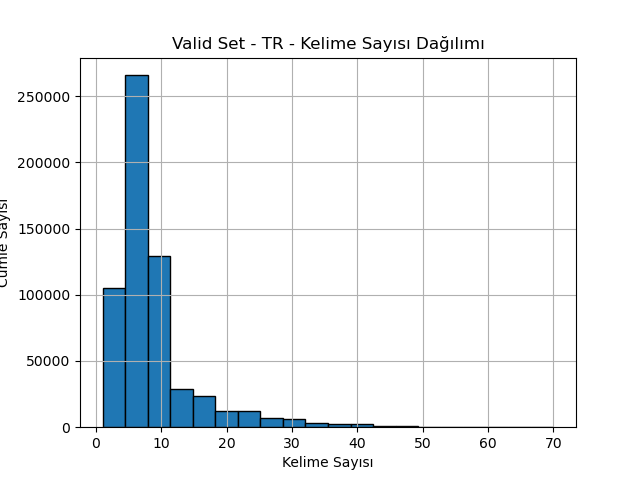 Valid Set - TR - Kelime Sayısı Dağılımı
250000
200000
150000
100000
50000
0
Cümle Sayısı
0 10 20 30 40 50 60 70
Kelime Sayısı